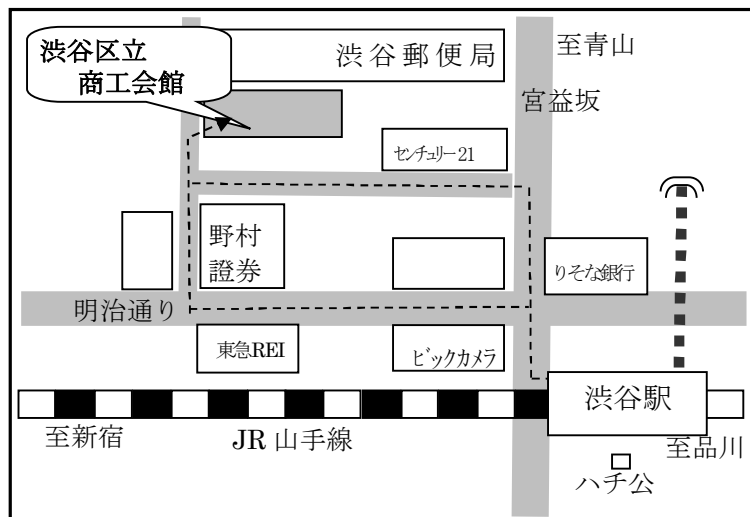 渋谷区立
商工会館
渋谷郵便局
至青山
宮益坂
センチュリー21
野村
證券
りそな銀行
明治通り
東急REI
ビックカメラ
渋谷駅
至新宿
JR山手線
至品川
ハチ公